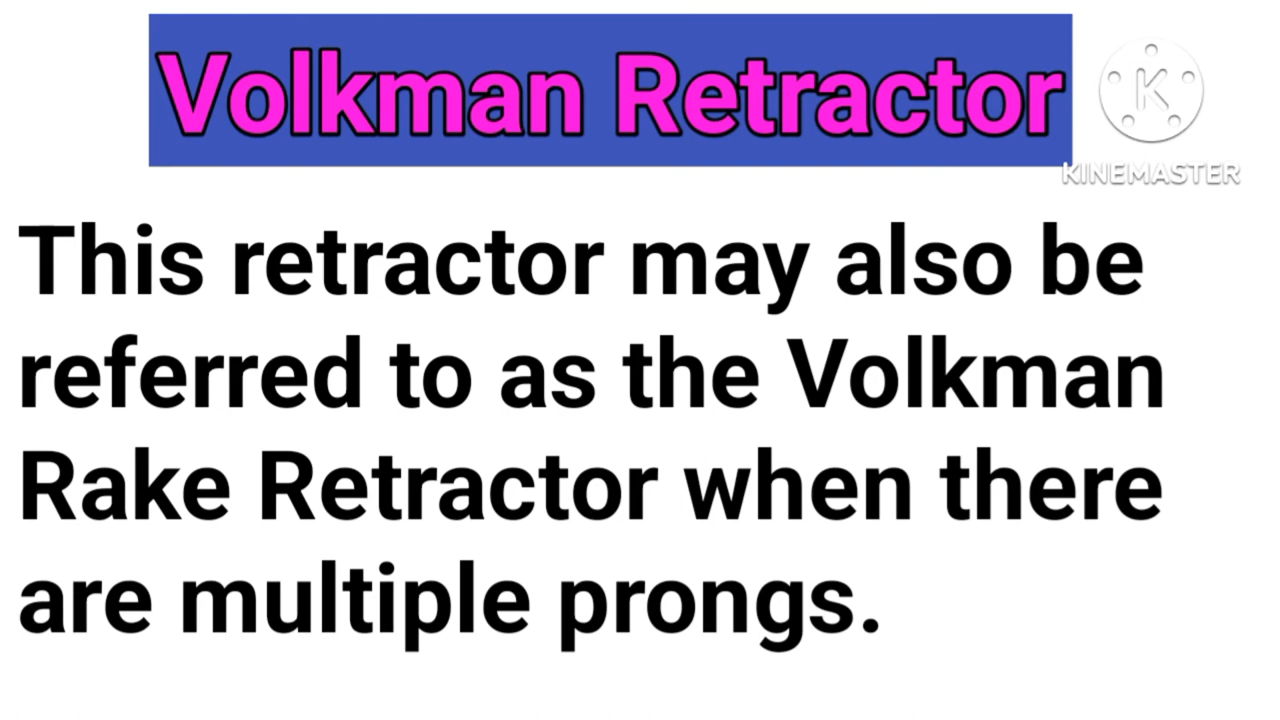 Volkman Retractor
K
KINEMASTER
This retractor may also be
referred to as the Volkman
Rake Retractor when there
are multiple prongs.